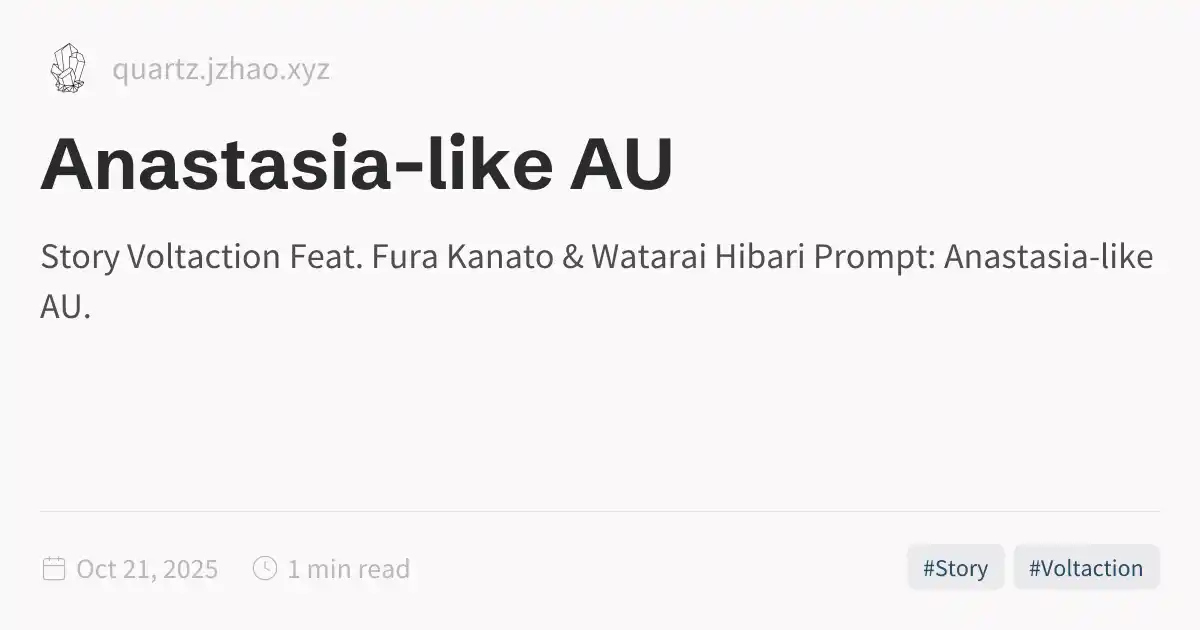 quartz.jzhao.xyz
Anastasia-like AU
Story Voltaction Feat. Fura Kanato & Watarai Hibari Prompt: Anastasia-like
AU.
Oct 21, 2025 1 min read #Story #Voltaction